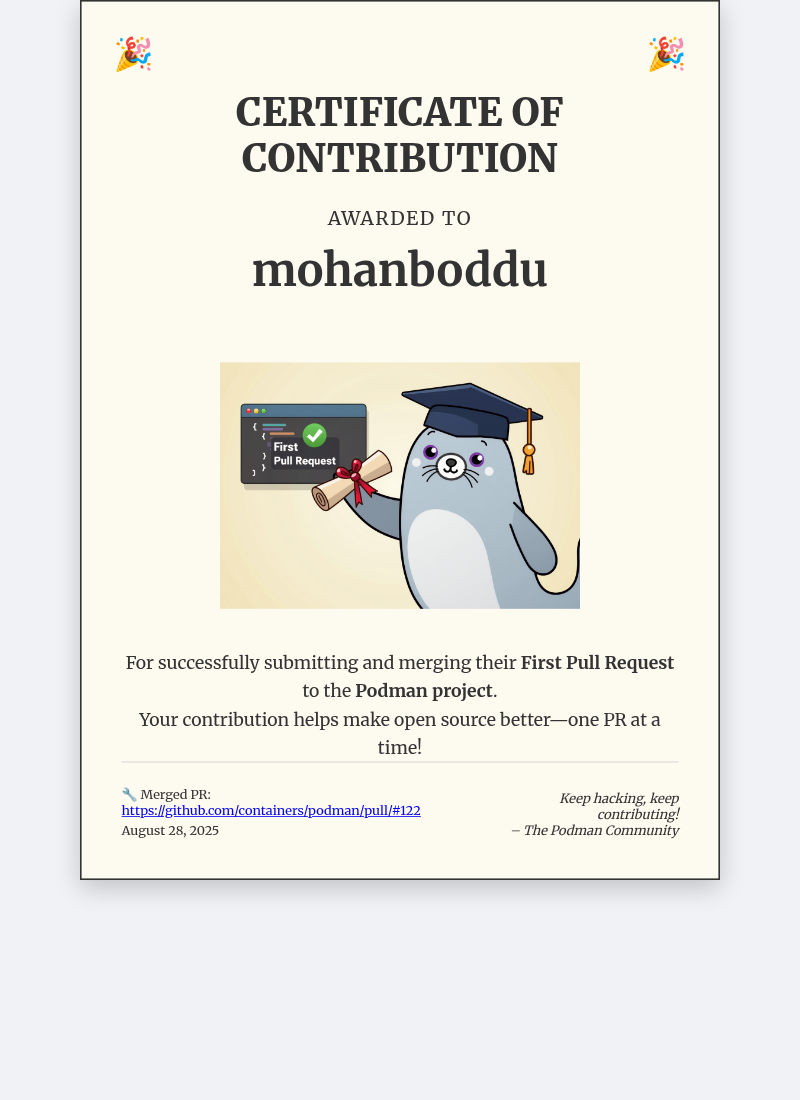 CERTIFICATE OF
CONTRIBUTION
AWARDED TO
mohanboddu
{
{
First
Pull Request
}
}
]
For successfully submitting and merging their First Pull Request
to the Podman project.
Your contribution helps make open source better—one PR at a
time!
Merged PR:
https://github.com/containers/podman/pull/#122
August 28, 2025
Keep hacking, keep
contributing!
– The Podman Community